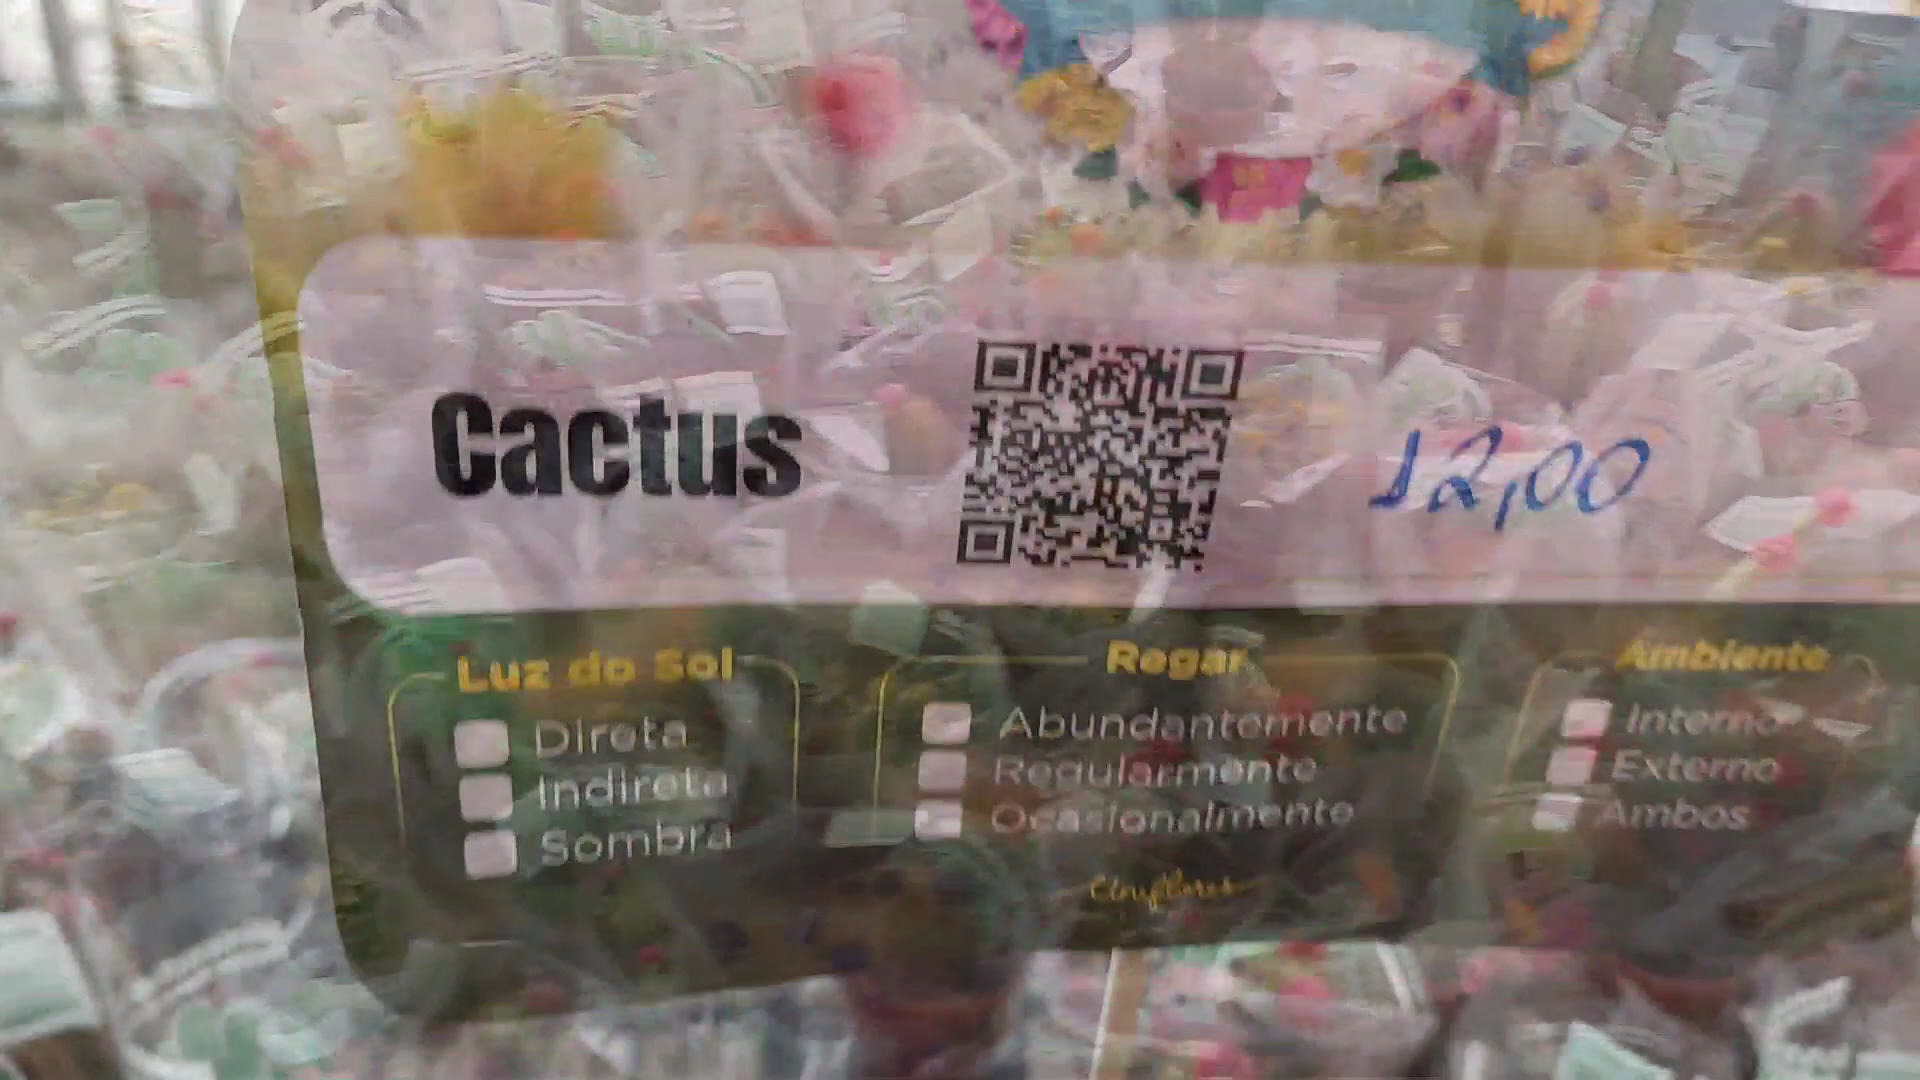 Cactus
12,00
Luz do Sol
Direta
Indireta
Sombra
Regar
Abundantemente
Regularmente
Ocasionalmente
Ambiente
Interno
Externo
Ambos